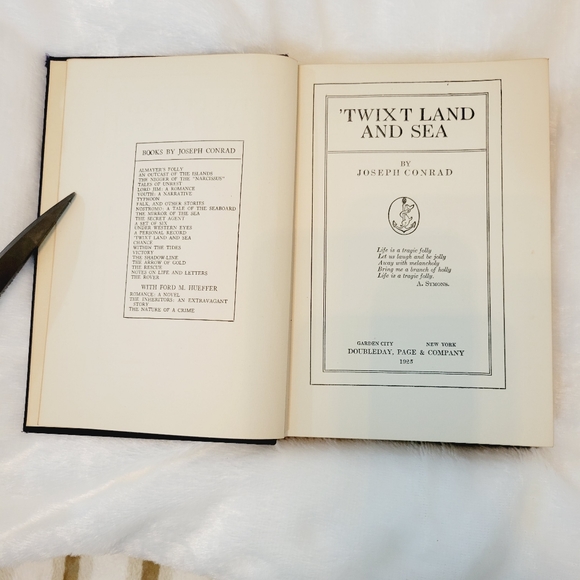 BOOKS BY JOSEPH CONRAD
ALMAYER'S FOLLY
AN OUTCAST OF THE ISLANDS
THE NIGGER OF THE "NARCISSUS"
TALES OF UNREST
LORD JIM: A ROMANCE
YOUTH: A NARRATIVE
TYPHOON
FALK, AND OTHER STORIES
NOSTROMO: A TALE OF THE SEABOARD
THE MIRROR OF THE SEA
THE SECRET AGENT
A SET OF SIX
UNDER WESTERN EYES
A PERSONAL RECORD
'TWIXT LAND AND SEA
CHANCE
WITHIN THE TIDES
VICTORY
THE SHADOW-LINE
THE ARROW OF GOLD
THE RESCUE
NOTES ON LIFE AND LETTERS
THE ROVER
WITH FORD M. HUEFFER
ROMANCE: A NOVEL
THE INHERITORS: AN EXTRAVAGANT
STORY
THE NATURE OF A CRIME
'TWIXT LAND
AND SEA
BY
JOSEPH CONRAD
Life is a tragic folly
Let us laugh and be jolly
Away with melancholy
Bring me a branch of holly
Life is a tragic folly.
A. SYMONS.
GARDEN CITY NEW YORK
DOUBLEDAY, PAGE & COMPANY
1925